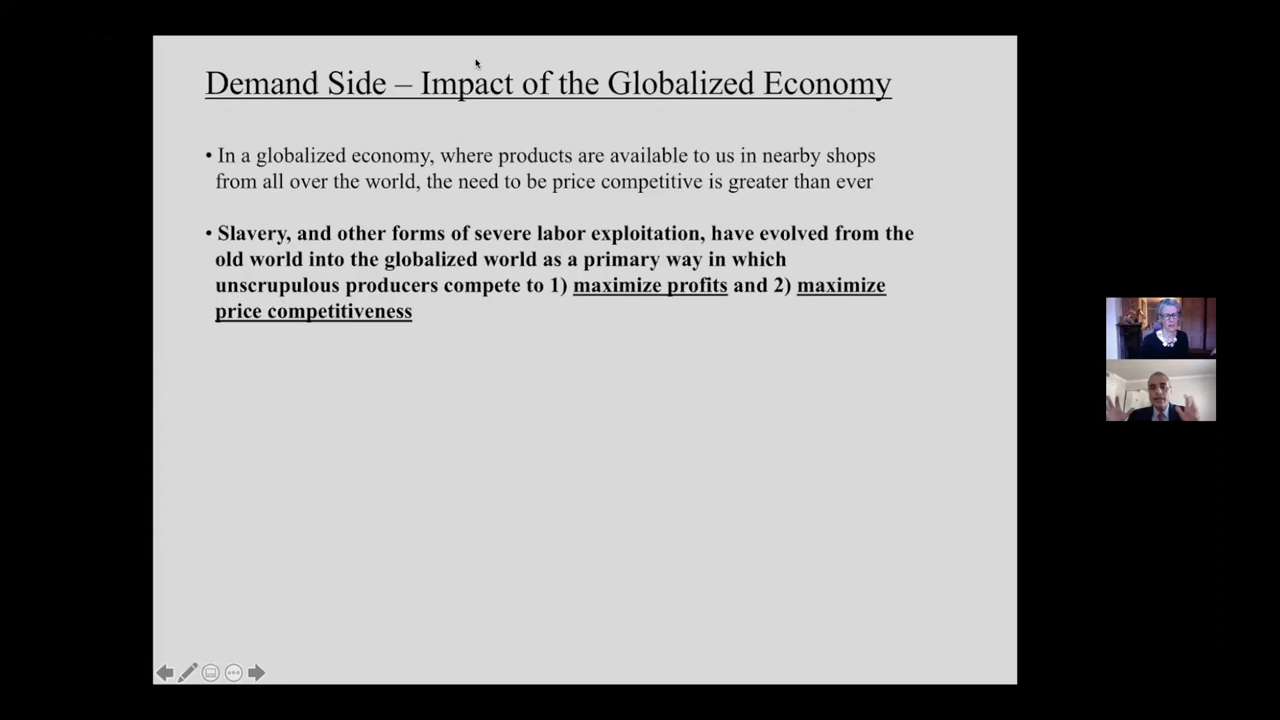 Demand Side – Impact of the Globalized Economy
• In a globalized economy, where products are available to us in nearby shops
from all over the world, the need to be price competitive is greater than ever
• Slavery, and other forms of severe labor exploitation, have evolved from the
old world into the globalized world as a primary way in which
unscrupulous producers compete to 1) maximize profits and 2) maximize
price competitiveness